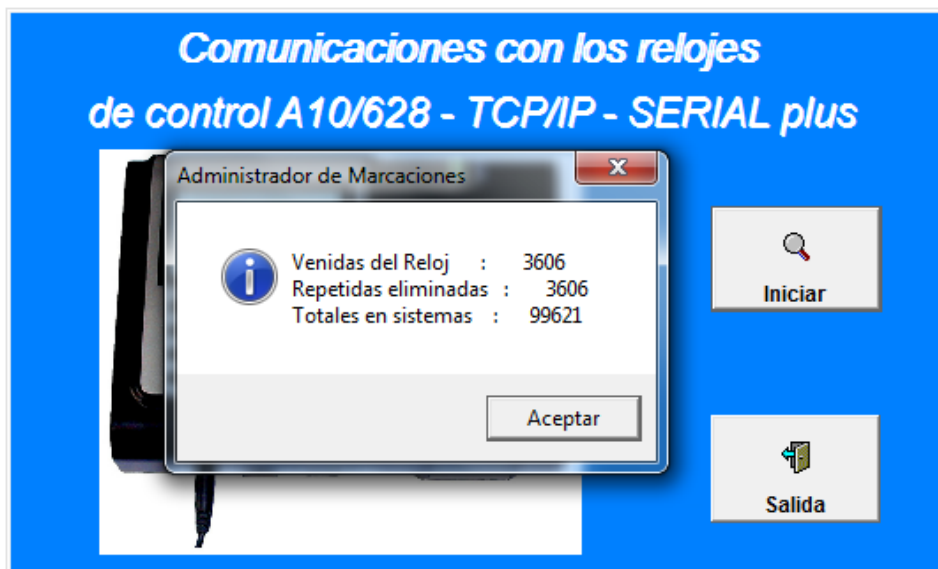 Comunicaciones con los relojes
de control A10/628 - TCP/IP - SERIAL plus
Administrador de Marcaciones
Venidas del Reloj : 3606
Repetidas eliminadas : 3606
Totales en sistemas : 99621
Aceptar
Iniciar
Salida